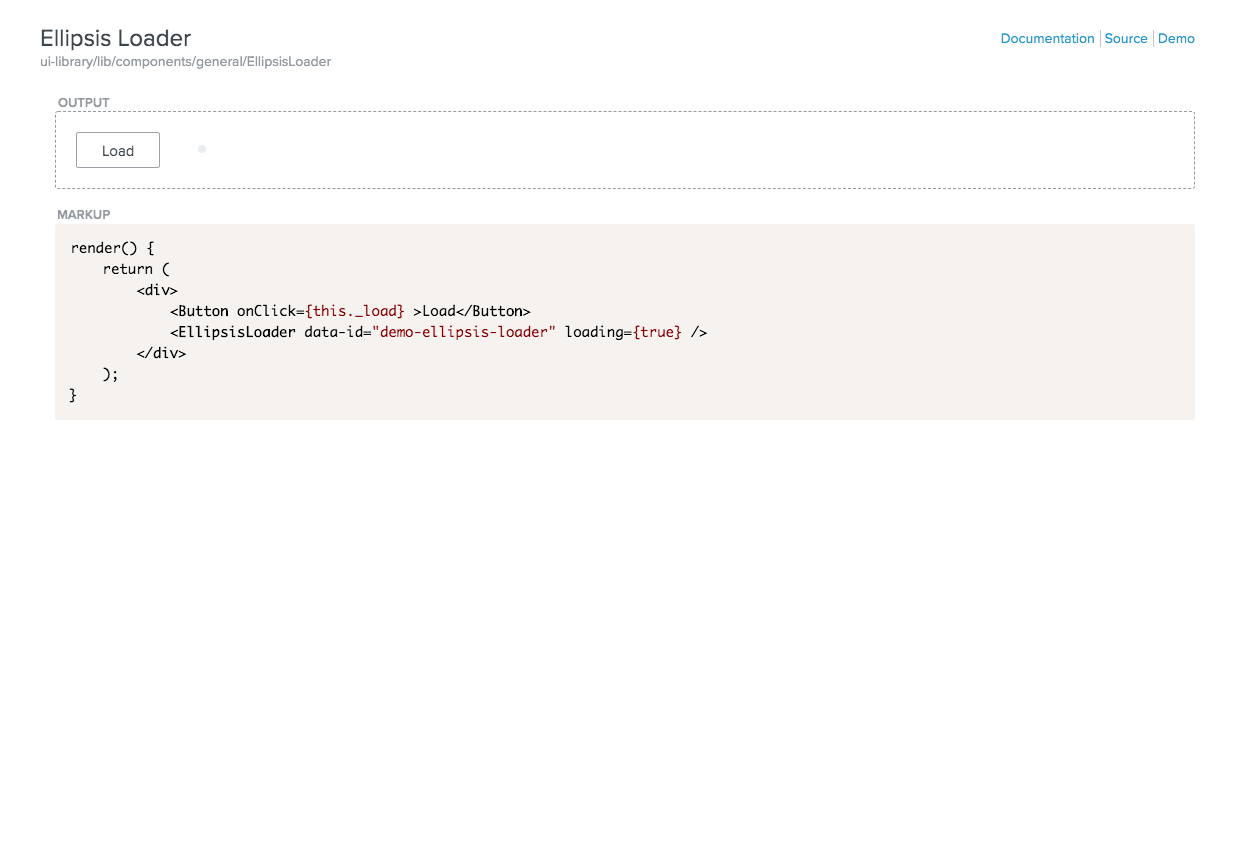 Ellipsis Loader
Documentation | Source | Demo
ui-library/lib/components/general/EllipsisLoader
OUTPUT
Load
MARKUP
render() {
    return (
        <div>
            <Button onClick={this._load} >Load</Button>
            <EllipsisLoader data-id="demo-ellipsis-loader" loading={true} />
        </div>
    );
}